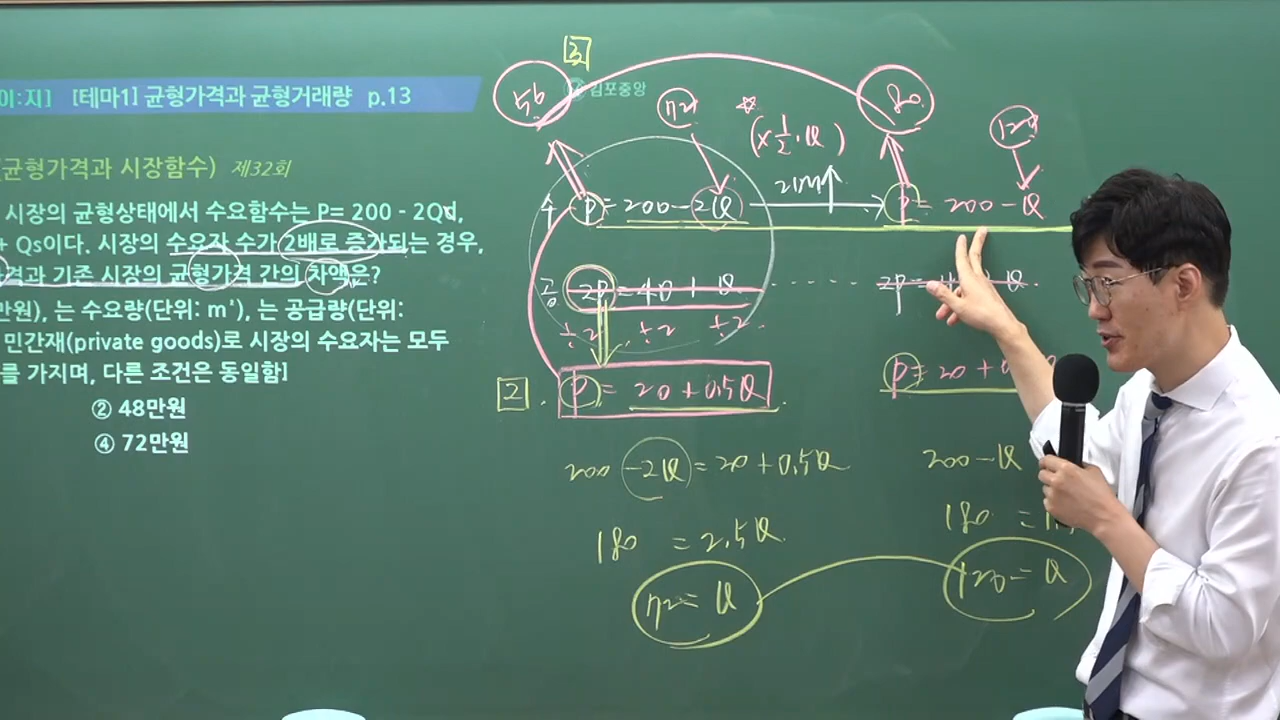 이:지] [테마1] 균형가격과 균형거래량 p.13
균형가격과 시장함수) 제32회
시장의 균형상태에서 수요함수는 P= 200 - 2Qd,
+ Qs이다. 시장의 수요자 수가 2배로 증가되는 경우,
가격과 기존 시장의 균형가격 간의 차액은?
만원), 는 수요량(단위: m², 는 공급량(단위:
민간재(private goods)로 시장의 수요자는 모두
를 가지며, 다른 조건은 동일함]
② 48만원
④ 72만원
3
김포중앙
56
72
☆
(×1/2·Q)
80
120
수 P=200-2Q
2배↑
P=200-Q
공 2P=40+Q
÷2 ÷2 ÷2
2P=
Q
2. P=20+0.5Q
P=20+0
200-2Q=20+0.5Q
200-Q
180 =2.5Q
180 =1.
72=Q
120=Q